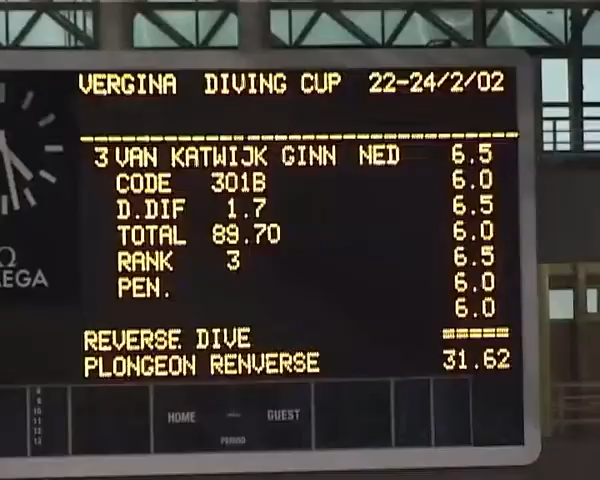 VERGINA DIVING CUP 22-24/2/02
3 VAN KATWIJK GINN NED 6.5
CODE 301B 6.0
D.DIF 1.7 6.5
TOTAL 89.70 6.0
RANK 3 6.5
PEN. 6.0
6.0
REVERSE DIVE =====
PLONGEON RENVERSE 31.62
HOME GUEST
PERIOD